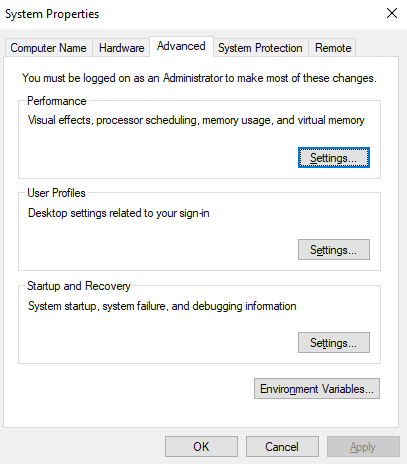 System Properties
Computer Name Hardware Advanced System Protection Remote
You must be logged on as an Administrator to make most of these changes.
Performance
Visual effects, processor scheduling, memory usage, and virtual memory
Settings...
User Profiles
Desktop settings related to your sign-in
Settings...
Startup and Recovery
System startup, system failure, and debugging information
Settings...
Environment Variables...
OK Cancel Apply